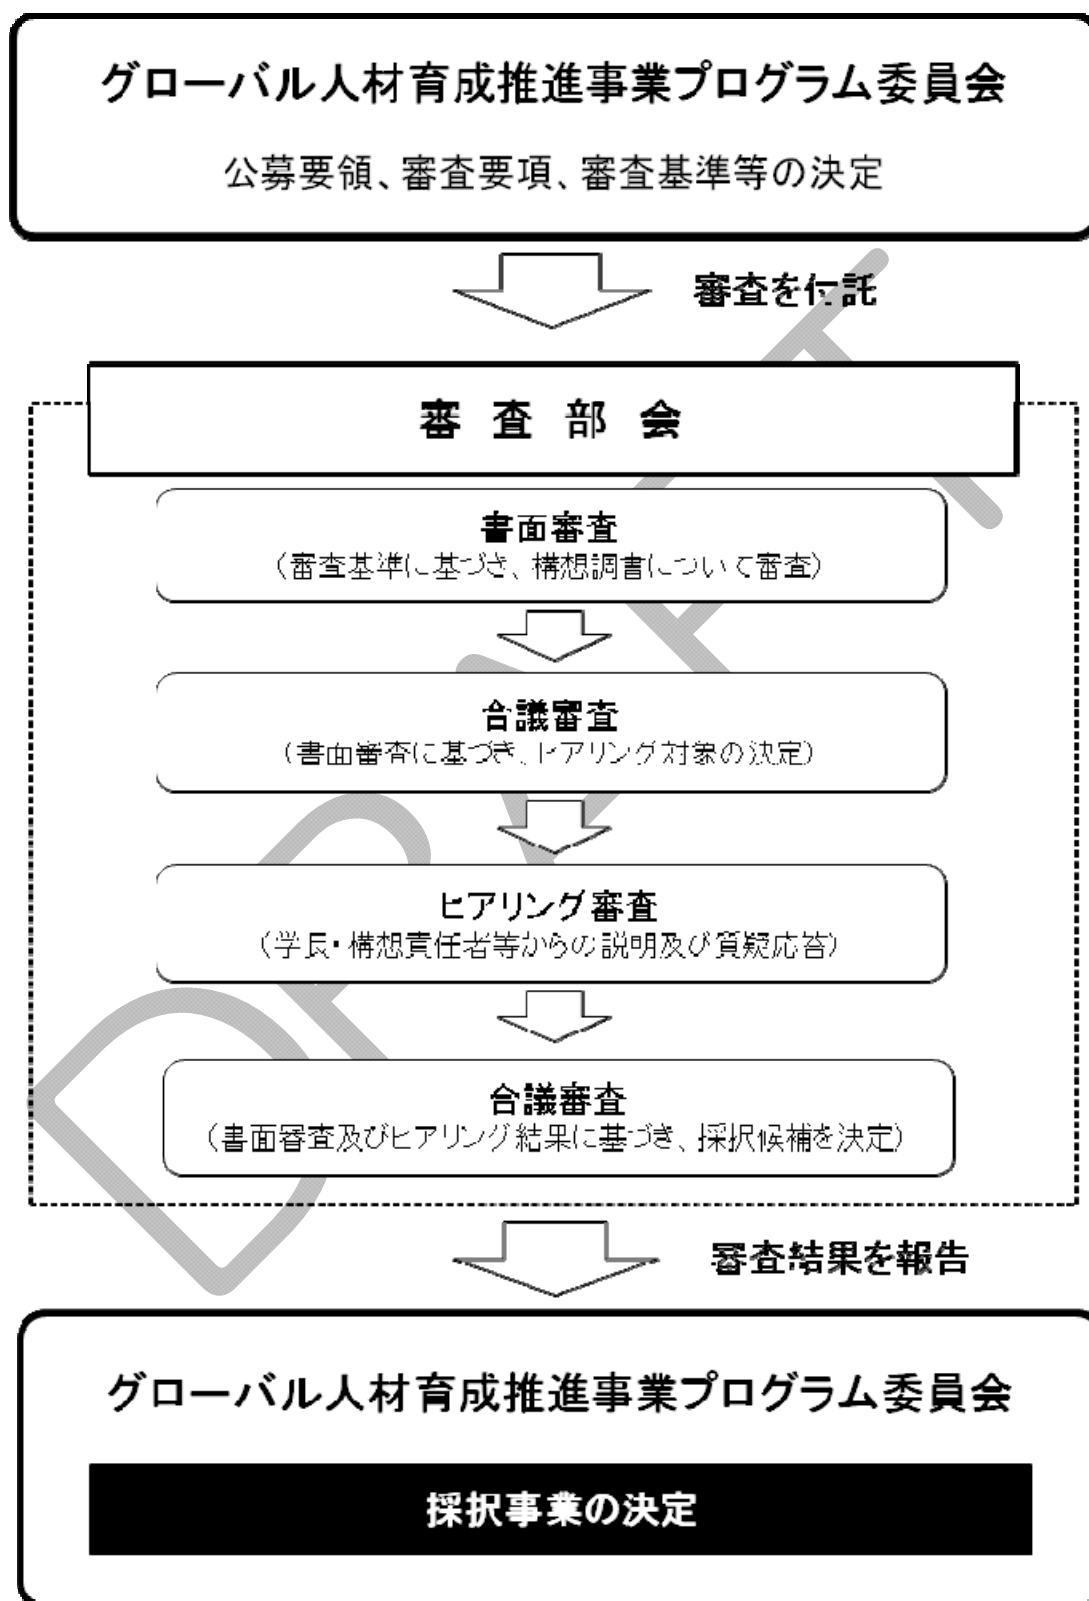 グローバル人材育成推進事業プログラム委員会
公募要領、審査要項、審査基準等の決定
審査を付託
審査部会
書面審査
（審査基準に基づき、構想調書について審査）
合議審査
（書面審査に基づき、ヒアリング対象の決定）
ヒアリング審査
（学長・構想責任者等からの説明及び質疑応答）
合議審査
（書面審査及びヒアリング結果に基づき、採択候補を決定）
審査結果を報告
グローバル人材育成推進事業プログラム委員会
採択事業の決定
DRAFT